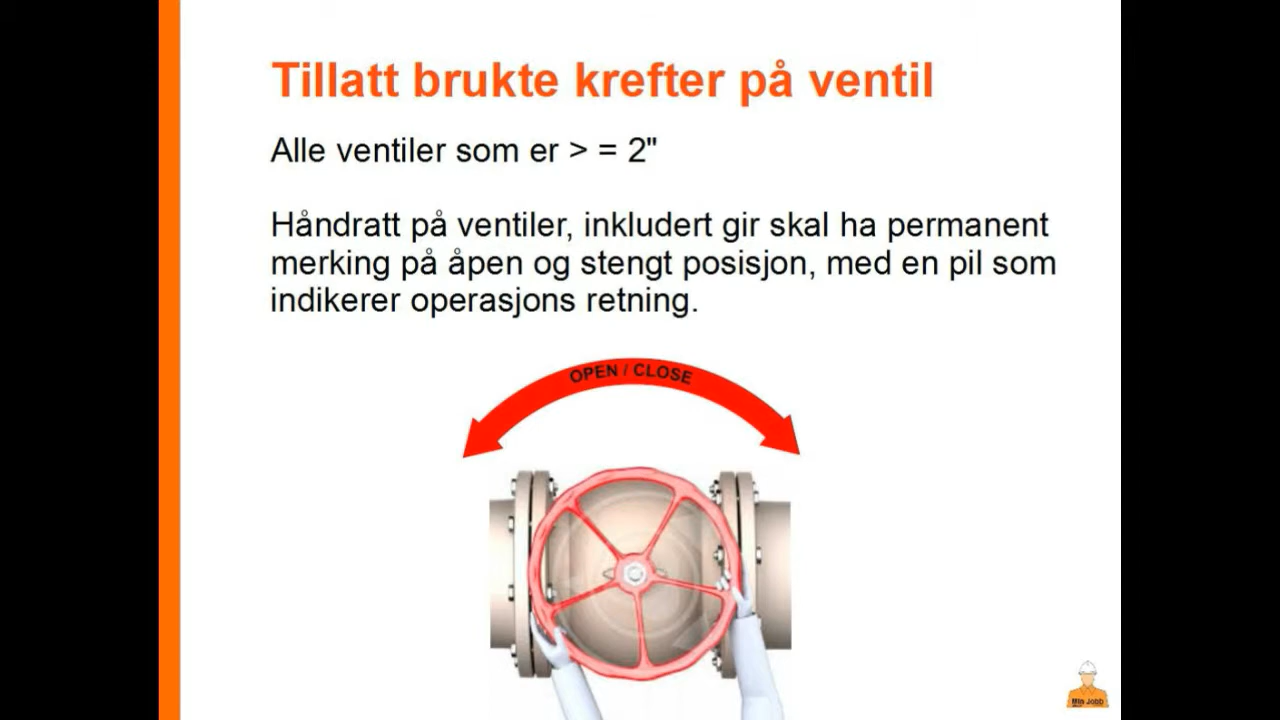 Tillatt brukte krefter på ventil
Alle ventiler som er > = 2"
Håndratt på ventiler, inkludert gir skal ha permanent
merking på åpen og stengt posisjon, med en pil som
indikerer operasjons retning.
OPEN / CLOSE
Min Jobb